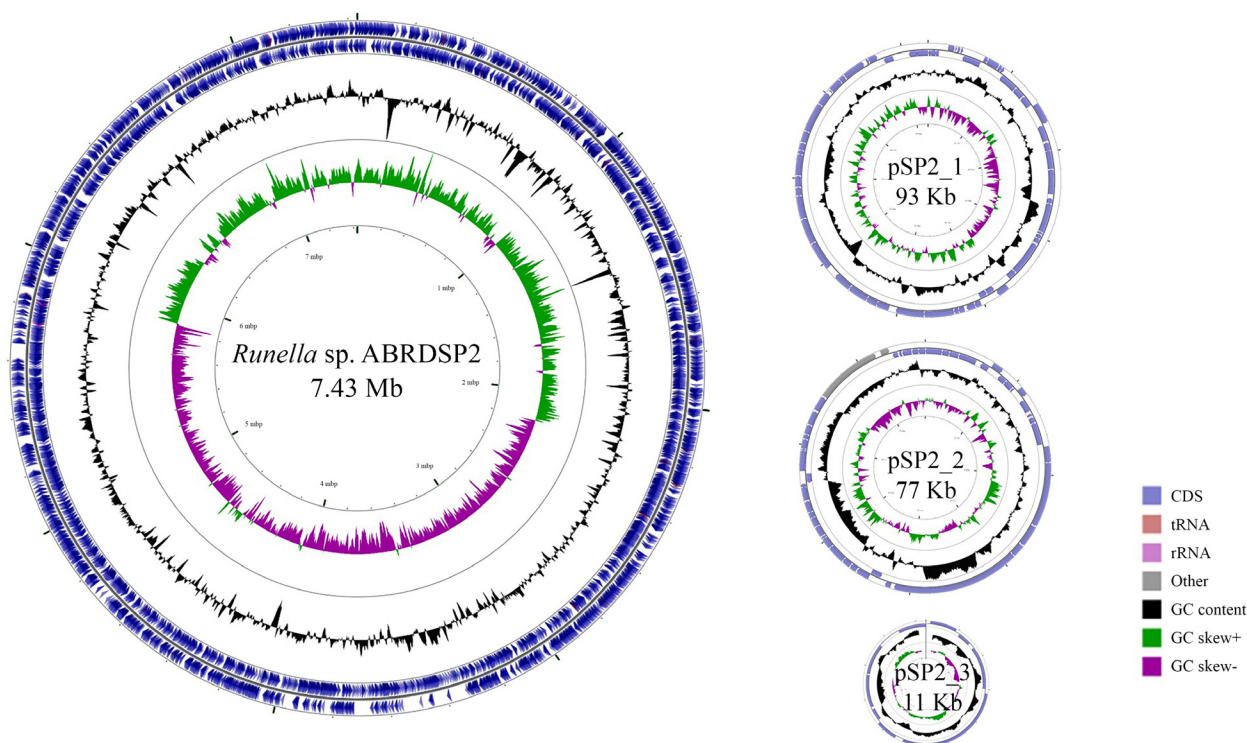 7 mbp
1 mbp
6 mbp
Runella sp. ABRDSP2
7.43 Mb
2 mbp
5 mbp
3 mbp
4 mbp
pSP2_1
93 Kb
pSP2_2
77 Kb
pSP2_3
11 Kb
CDS
tRNA
rRNA
Other
GC content
GC skew+
GC skew-